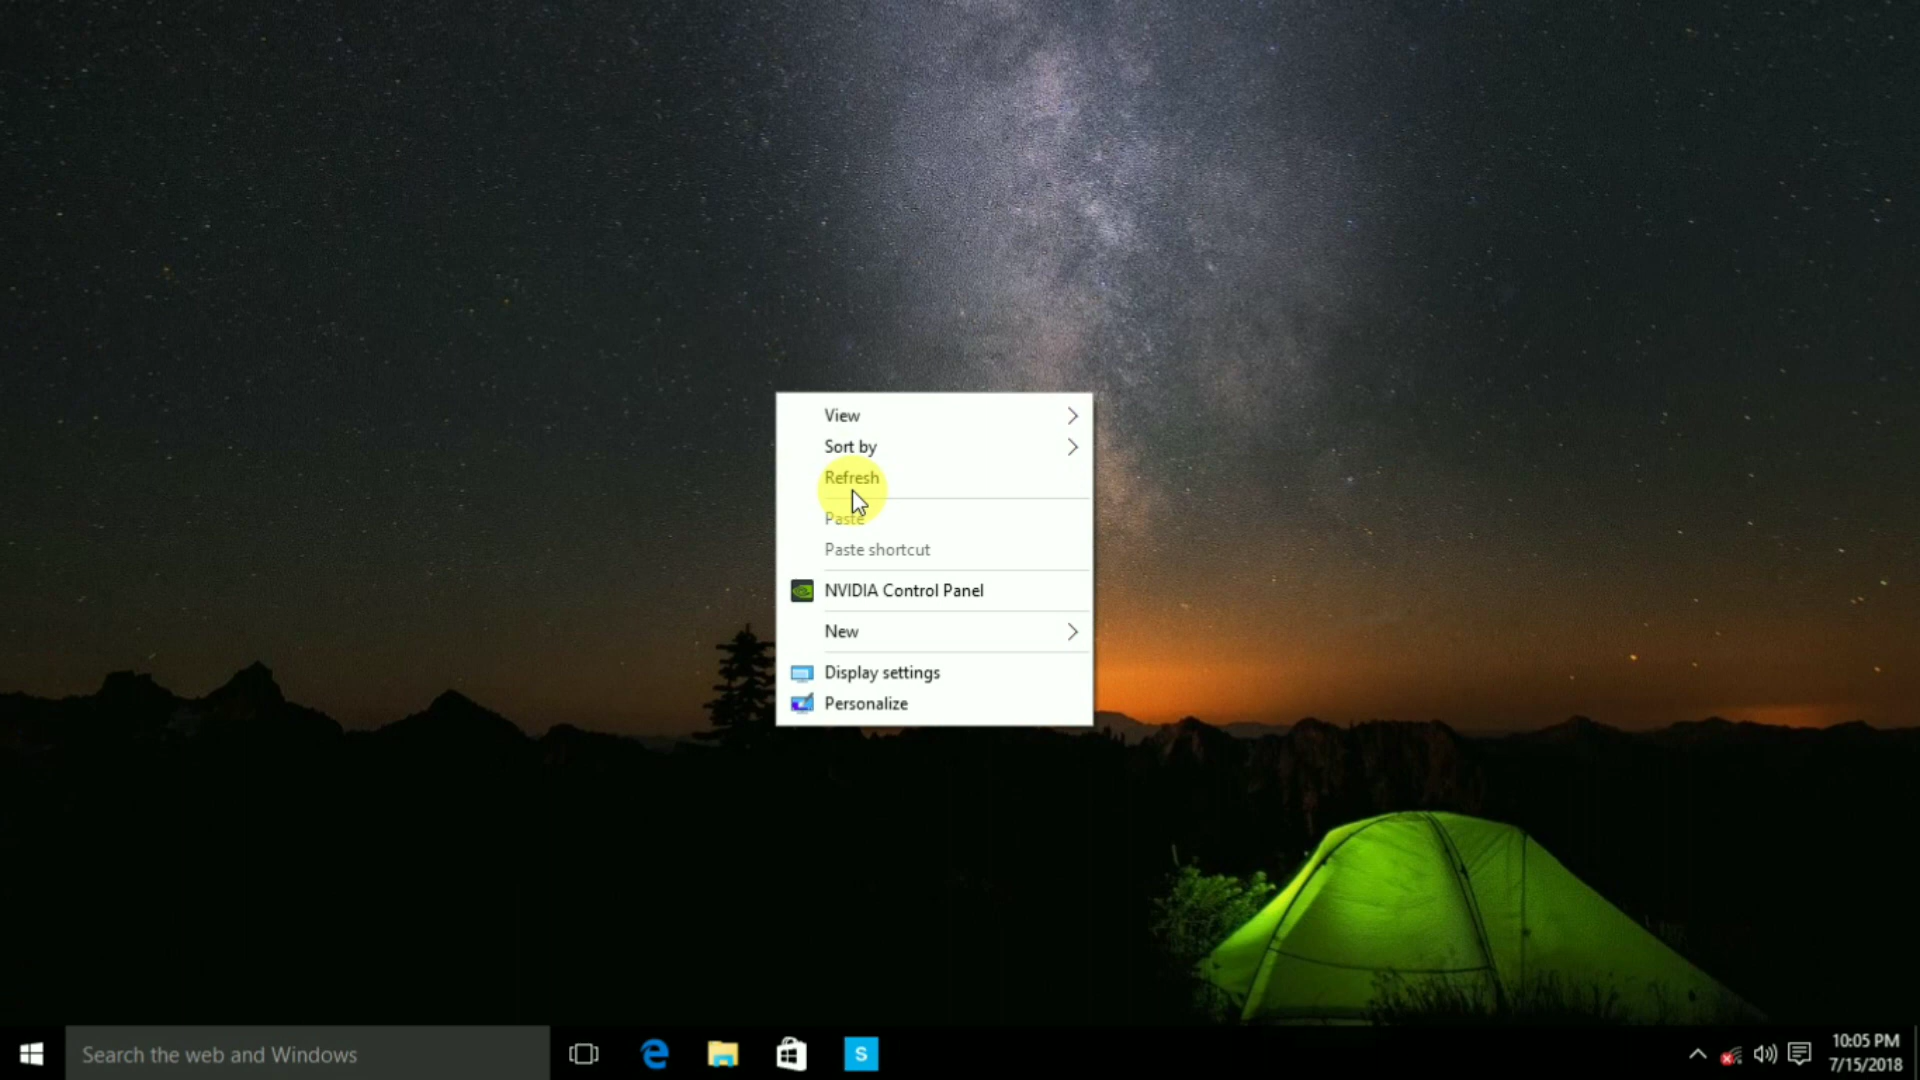 View
Sort by
Refresh
Paste
Paste shortcut
NVIDIA Control Panel
New
Display settings
Personalize
Search the web and Windows
S
10:05 PM
7/15/2018